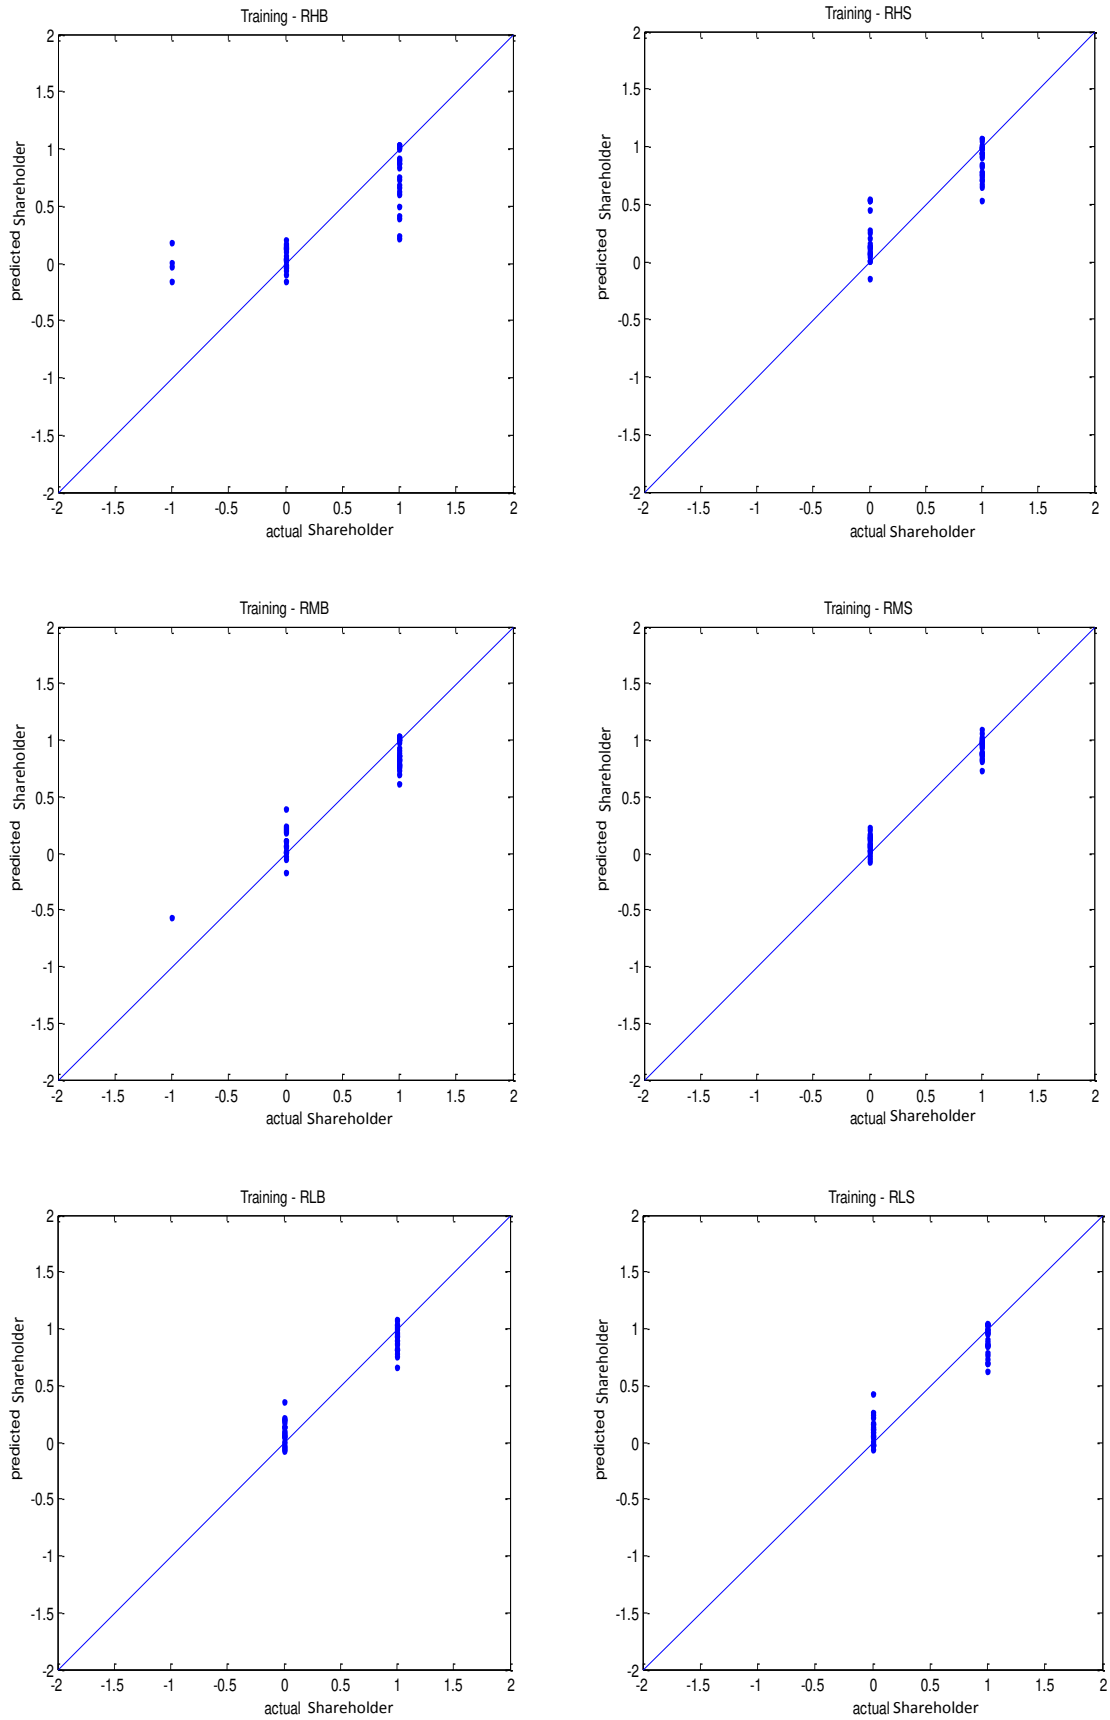 Training - RHB
2
1.5
1
0.5
0
-0.5
-1
-1.5
-2
predicted Shareholder
-2 -1.5 -1 -0.5 0 0.5 1 1.5 2
actual Shareholder
Training - RHS
2
1.5
1
0.5
0
-0.5
-1
-1.5
-2
predicted Shareholder
-2 -1.5 -1 -0.5 0 0.5 1 1.5 2
actual Shareholder
Training - RMB
2
1.5
1
0.5
0
-0.5
-1
-1.5
-2
predicted Shareholder
-2 -1.5 -1 -0.5 0 0.5 1 1.5 2
actual Shareholder
Training - RMS
2
1.5
1
0.5
0
-0.5
-1
-1.5
-2
predicted Shareholder
-2 -1.5 -1 -0.5 0 0.5 1 1.5 2
actual Shareholder
Training - RLB
2
1.5
1
0.5
0
-0.5
-1
-1.5
-2
predicted Shareholder
-2 -1.5 -1 -0.5 0 0.5 1 1.5 2
actual Shareholder
Training - RLS
2
1.5
1
0.5
0
-0.5
-1
-1.5
-2
predicted Shareholder
-2 -1.5 -1 -0.5 0 0.5 1 1.5 2
actual Shareholder